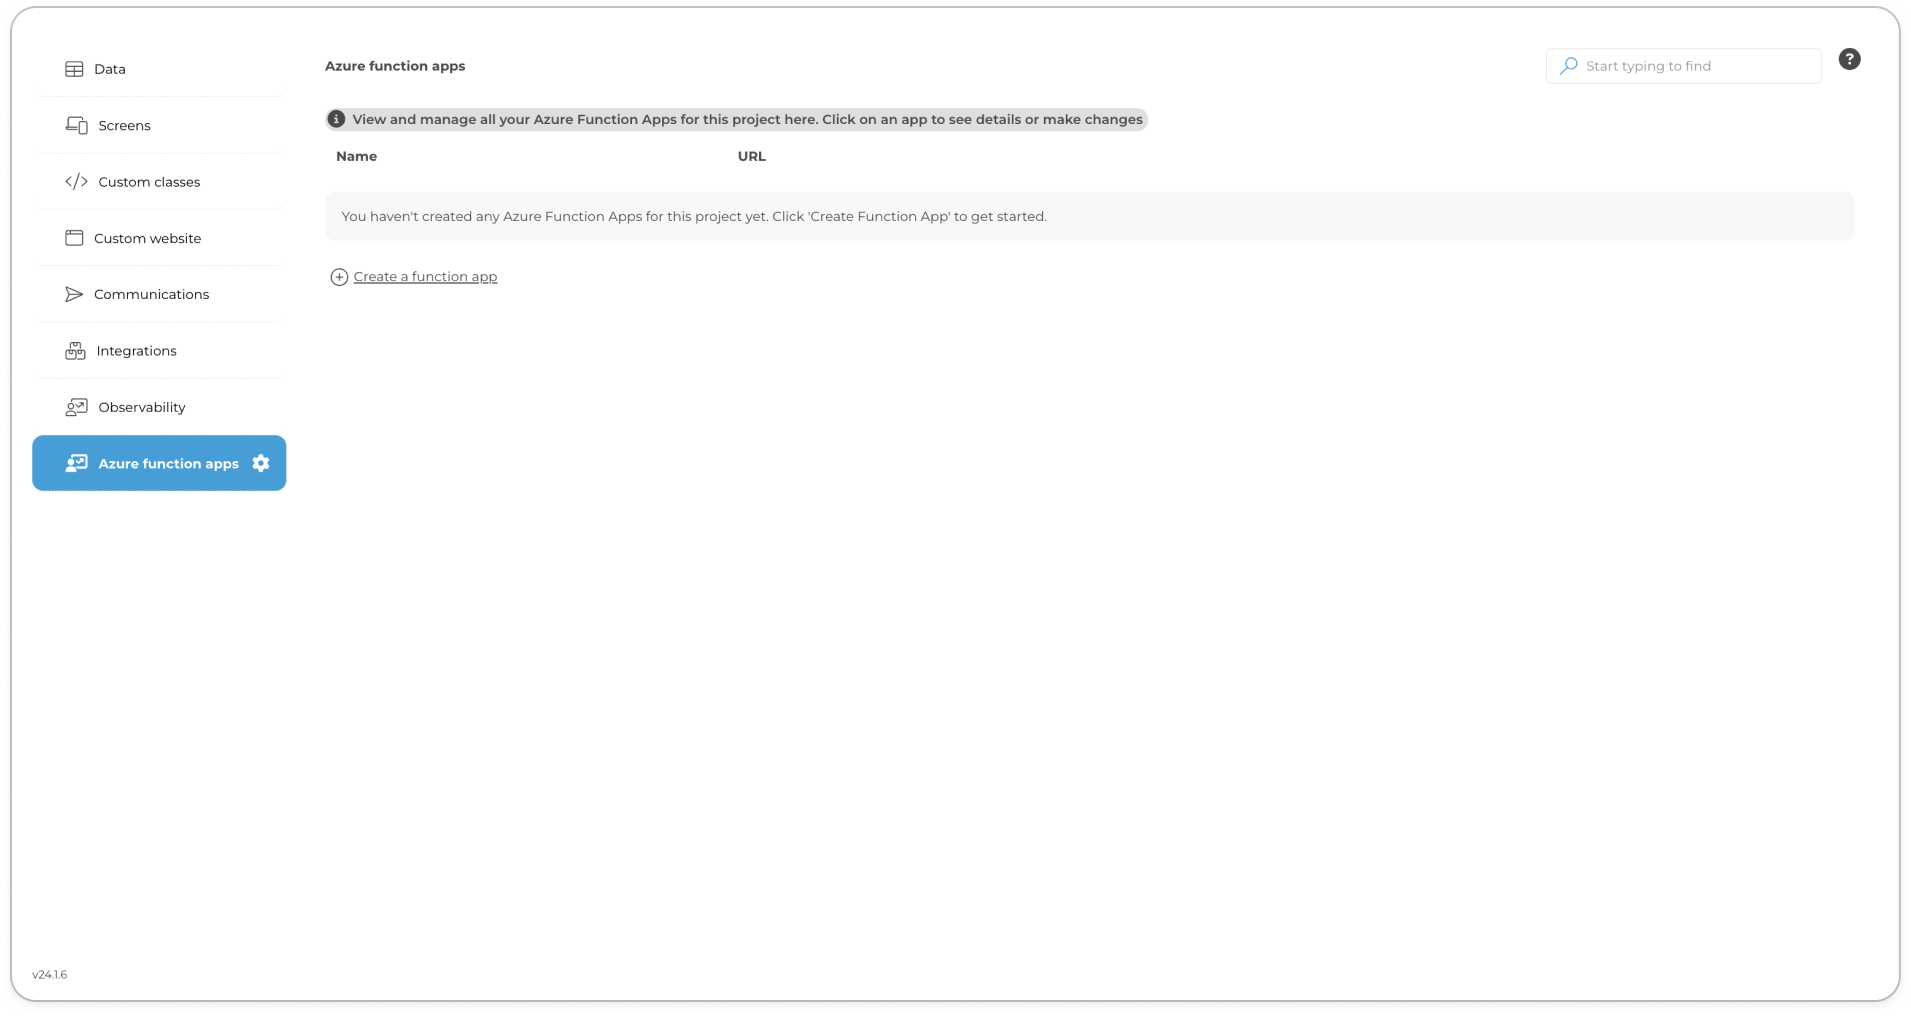 Data
Screens
Custom classes
Custom website
Communications
Integrations
Observability
Azure function apps
v24.1.6
Azure function apps
Start typing to find
?
i View and manage all your Azure Function Apps for this project here. Click on an app to see details or make changes
Name URL
You haven't created any Azure Function Apps for this project yet. Click 'Create Function App' to get started.
Create a function app